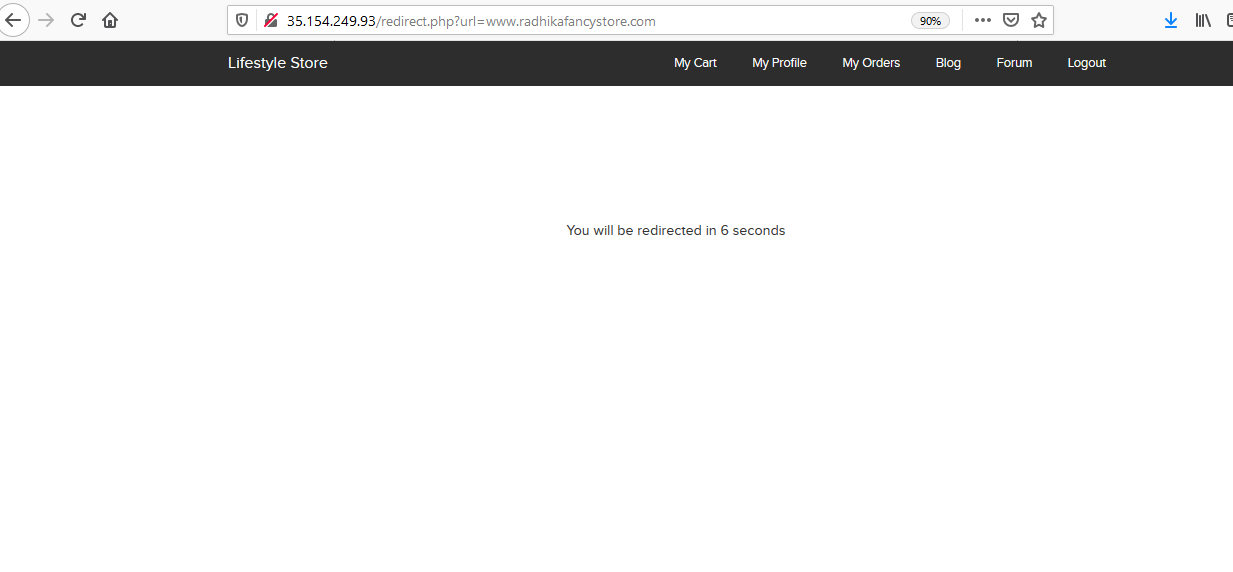 35.154.249.93/redirect.php?url=www.radhikafancystore.com 90%
Lifestyle Store My Cart My Profile My Orders Blog Forum Logout
You will be redirected in 6 seconds